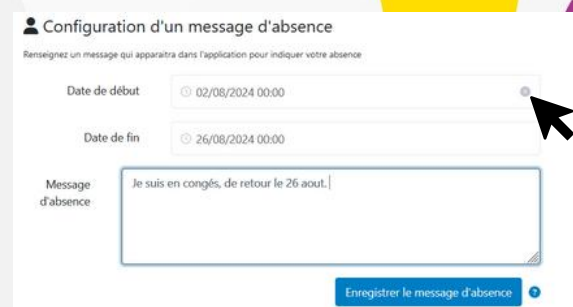 Configuration d'un message d'absence
Renseignez un message qui apparaitra dans l'application pour indiquer votre absence
Date de début
02/08/2024 00:00
Date de fin
26/08/2024 00:00
Message
d'absence
Je suis en congés, de retour le 26 aout.
Enregistrer le message d'absence